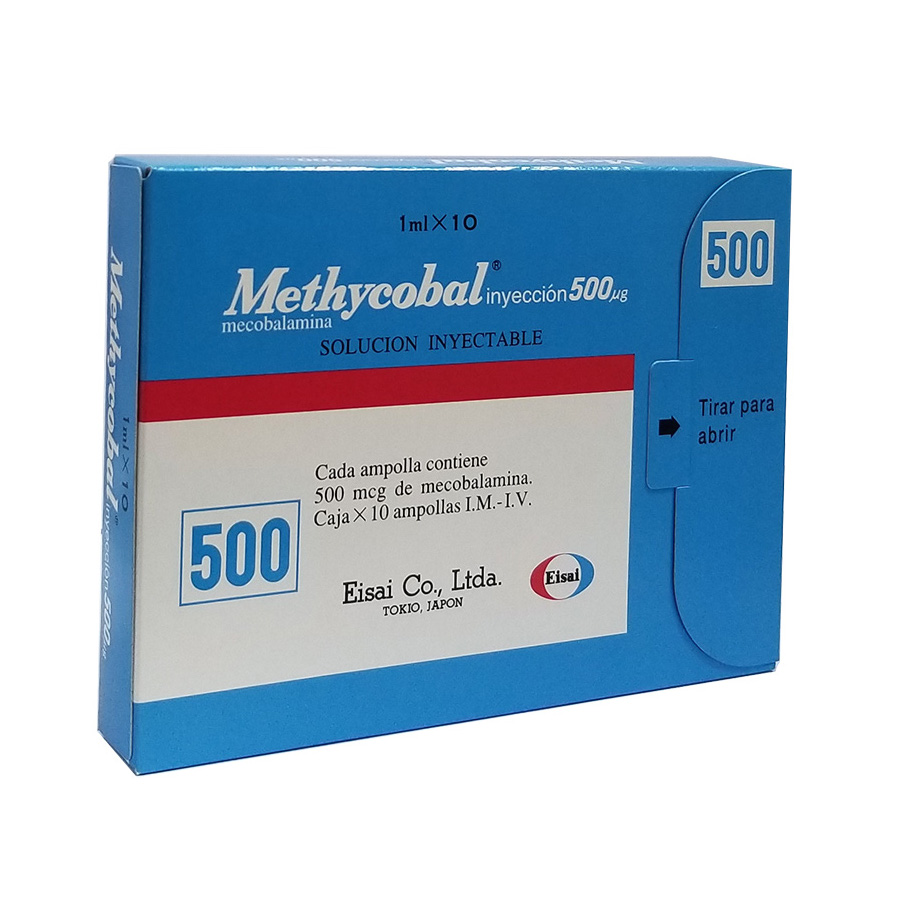 1ml×10
Methycobal® inyección 500µg
mecobalamina
SOLUCION INYECTABLE
500
Tirar para
abrir
Cada ampolla contiene
500 mcg de mecobalamina.
Caja×10 ampollas I.M.-I.V.
500
Eisai Co., Ltda.
TOKIO, JAPON
Eisai
Methycobal® inyección 500µg
1ml×10
Methycobal